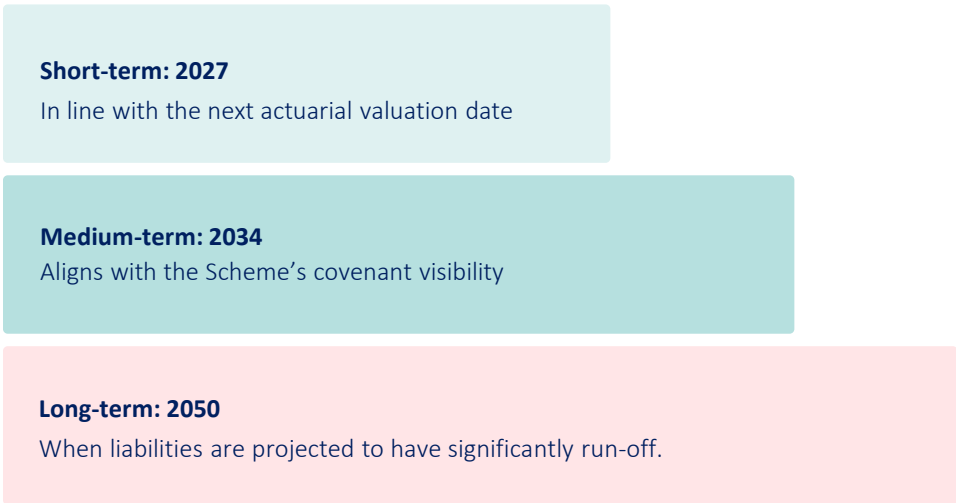 Short-term: 2027
In line with the next actuarial valuation date
Medium-term: 2034
Aligns with the Scheme’s covenant visibility
Long-term: 2050
When liabilities are projected to have significantly run-off.